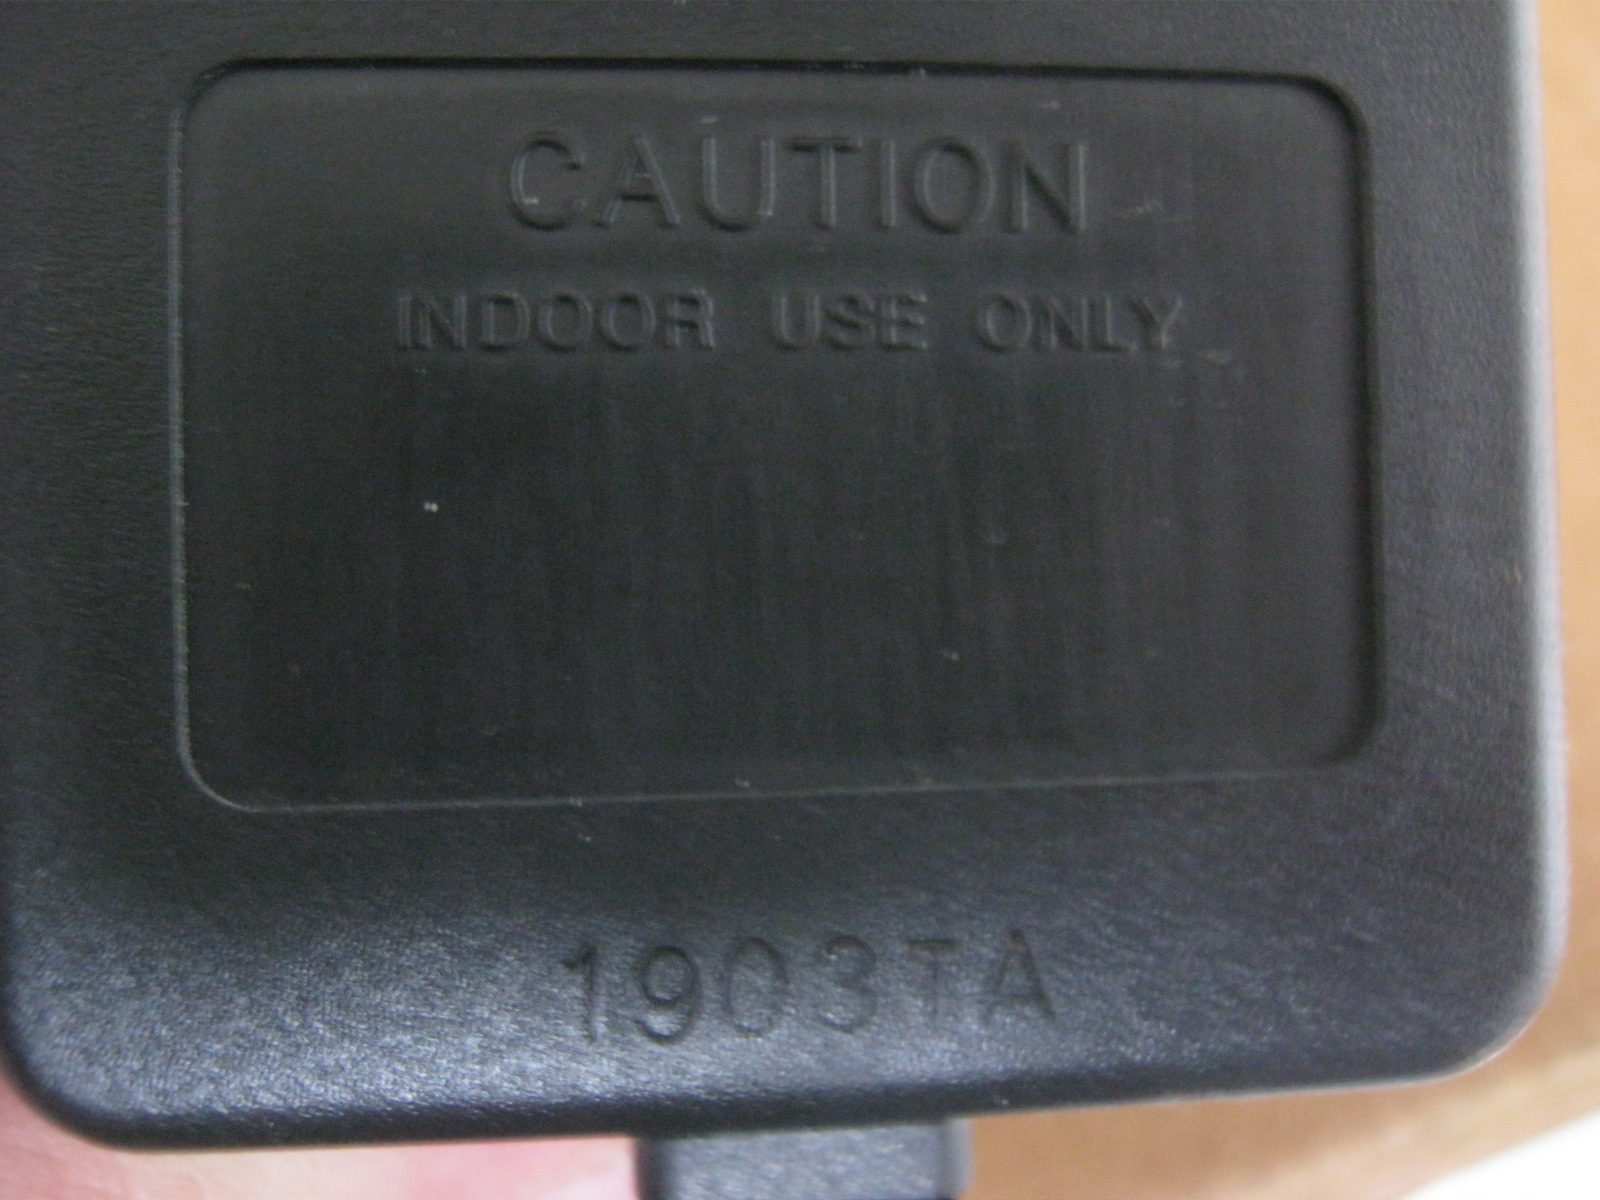 CAUTION
INDOOR USE ONLY
1903TA